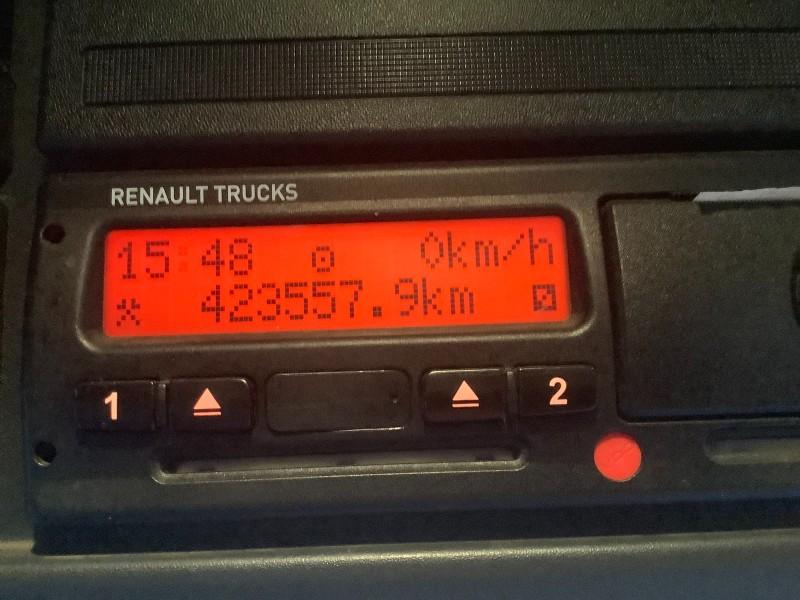 RENAULT TRUCKS
15:48 0km/h
423557.9km
1 2